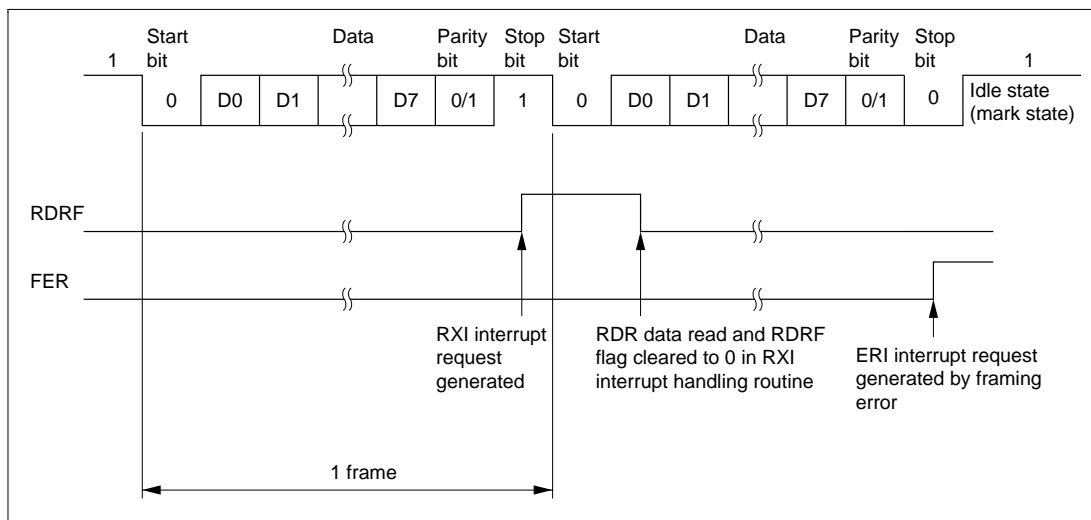 Start Data Parity Stop Start Data Parity Stop
1 bit bit bit bit bit bit 1
0 D0 D1 D7 0/1 1 0 D0 D1 D7 0/1 0 Idle state
(mark state)
RDRF
FER
RXI interrupt
request
generated
RDR data read and RDRF
flag cleared to 0 in RXI
interrupt handling routine
ERI interrupt request
generated by framing
error
1 frame